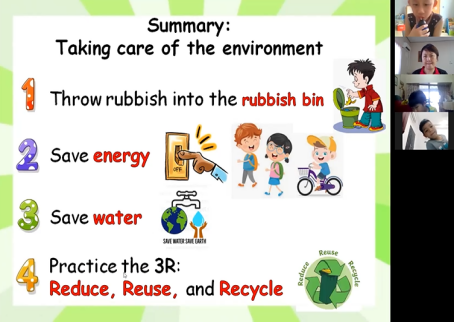 Summary:
Taking care of the environment
1 Throw rubbish into the rubbish bin
2 Save energy
OFF
3 Save water
SAVE WATER SAVE EARTH
4 Practice the 3R:
Reduce, Reuse, and Recycle
Reduce Reuse Recycle